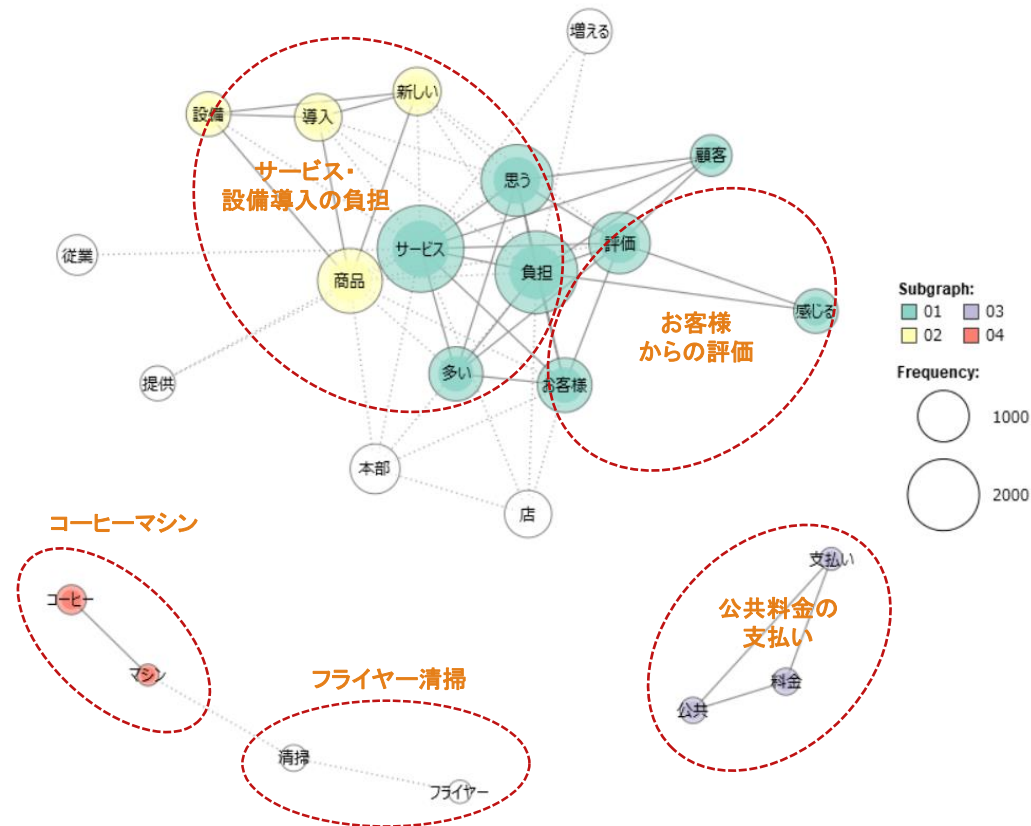 増える
新しい
設備
導入
顧客
サービス・
設備導入の負担
思う
従業
サービス
負担
評価
商品
感じる
お客様
からの評価
提供
多い
お客様
本部
店
Subgraph:
01
03
02
04
Frequency:
1000
2000
コーヒーマシン
コーヒー
マシン
フライヤー清掃
清掃
フライヤー
支払い
公共料金の
支払い
料金
公共